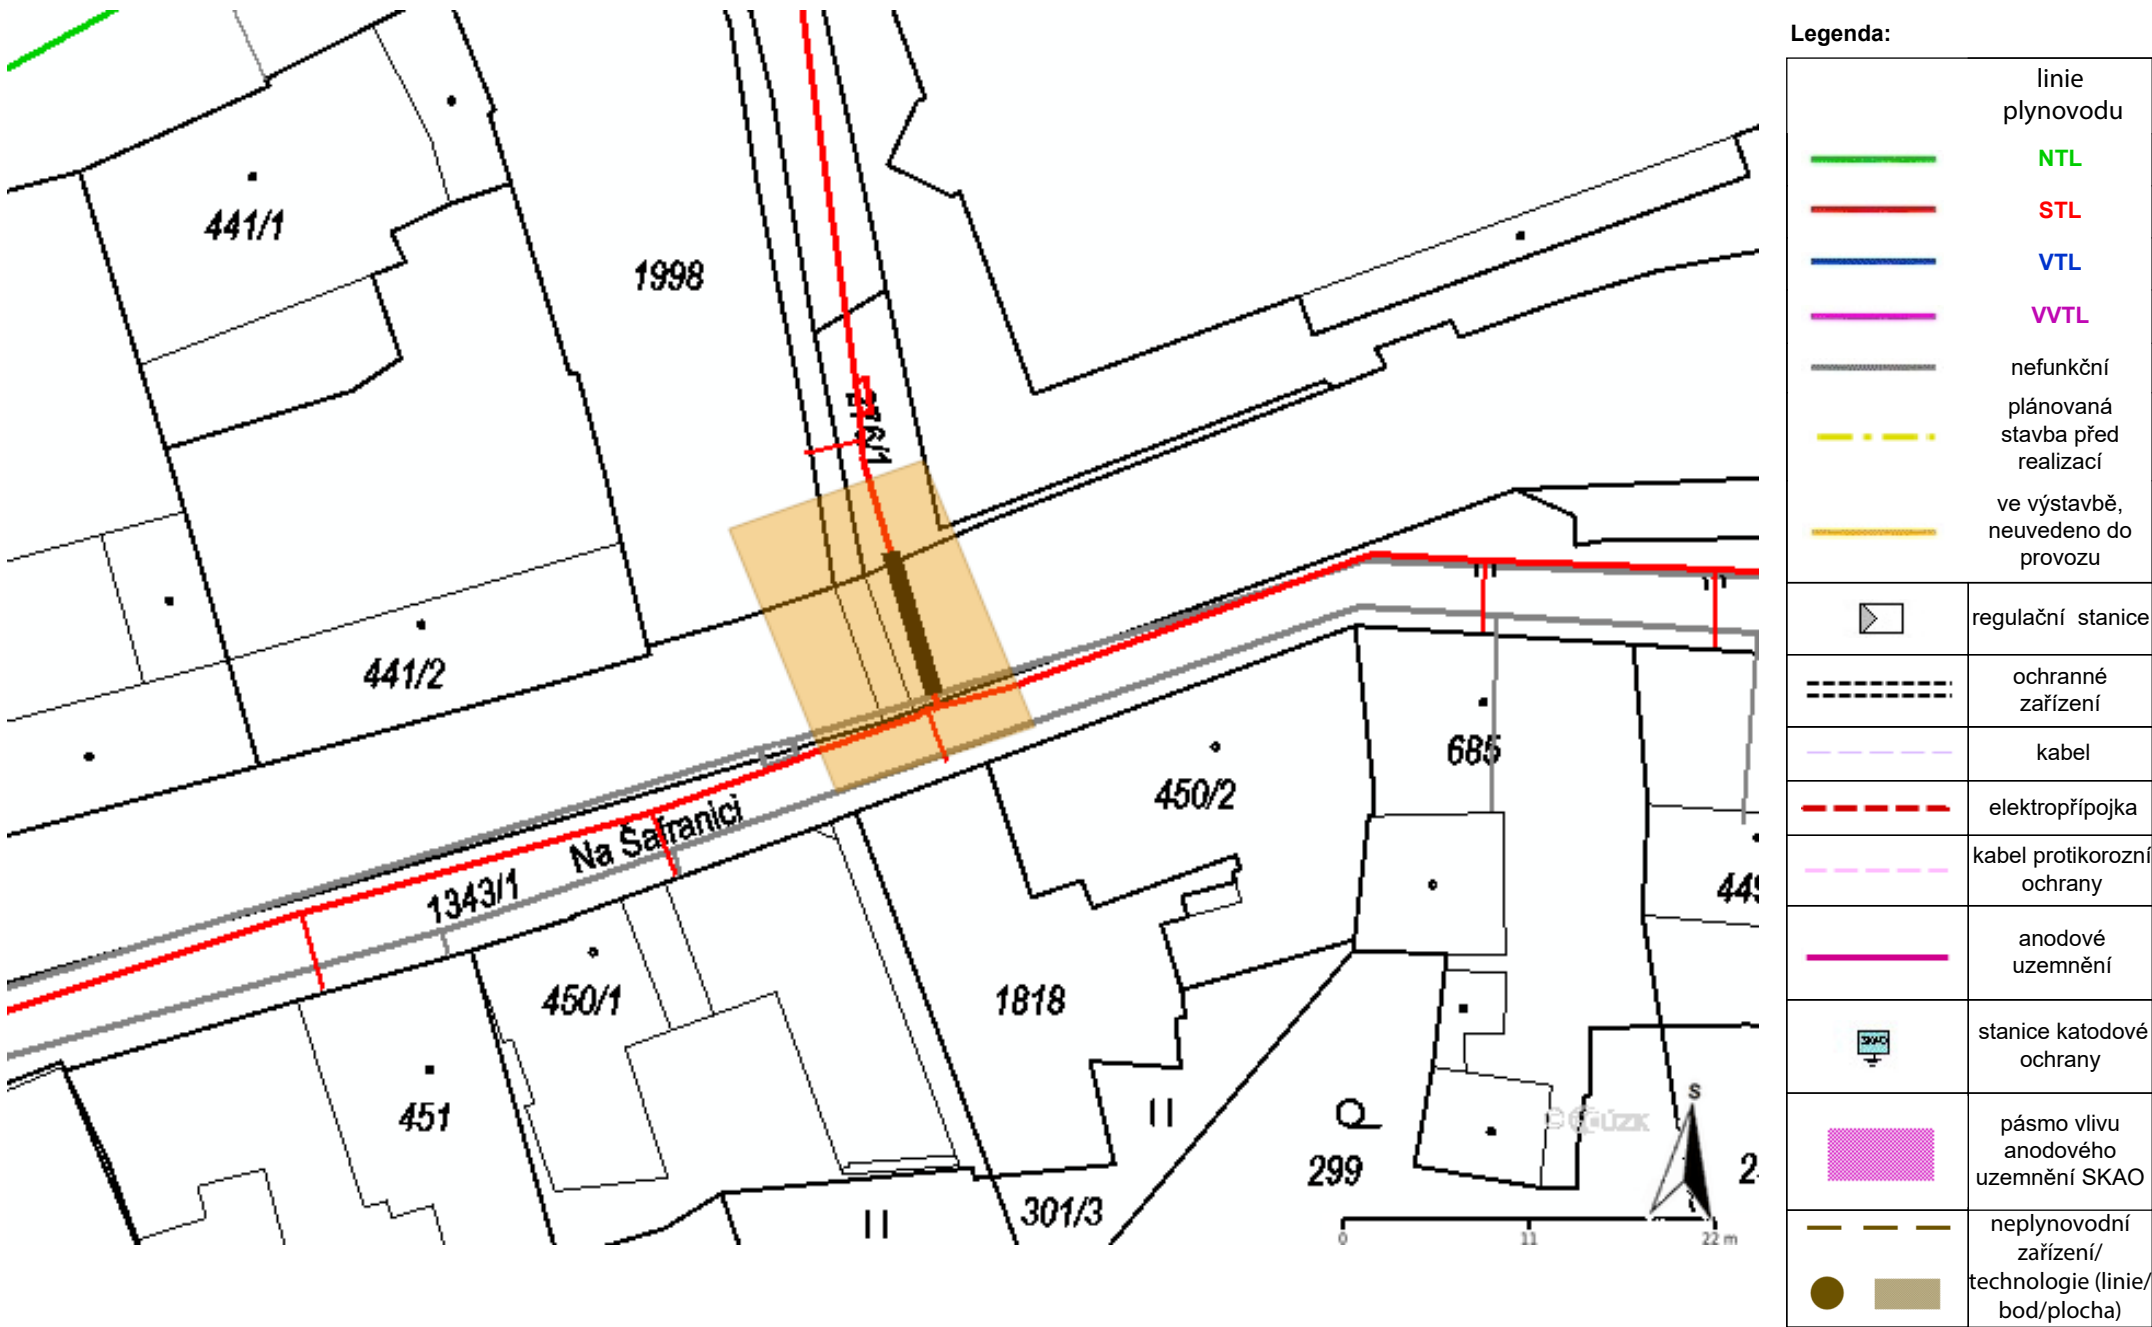 441/1
1998
276/1
441/2
450/2
685
Na Šafranici
1343/1
450/1
1818
451
299
301/3
S
0
11
22 m
Legenda:
linie
plynovodu
NTL
STL
VTL
VVTL
nefunkční
plánovaná
stavba před
realizací
ve výstavbě,
neuvedeno do
provozu
regulační stanice
ochranné
zařízení
kabel
elektropřípojka
kabel protikorozní
ochrany
anodové
uzemnění
SKAO
stanice katodové
ochrany
pásmo vlivu
anodového
uzemnění SKAO
neplynovodní
zařízení/
technologie (linie/
bod/plocha)